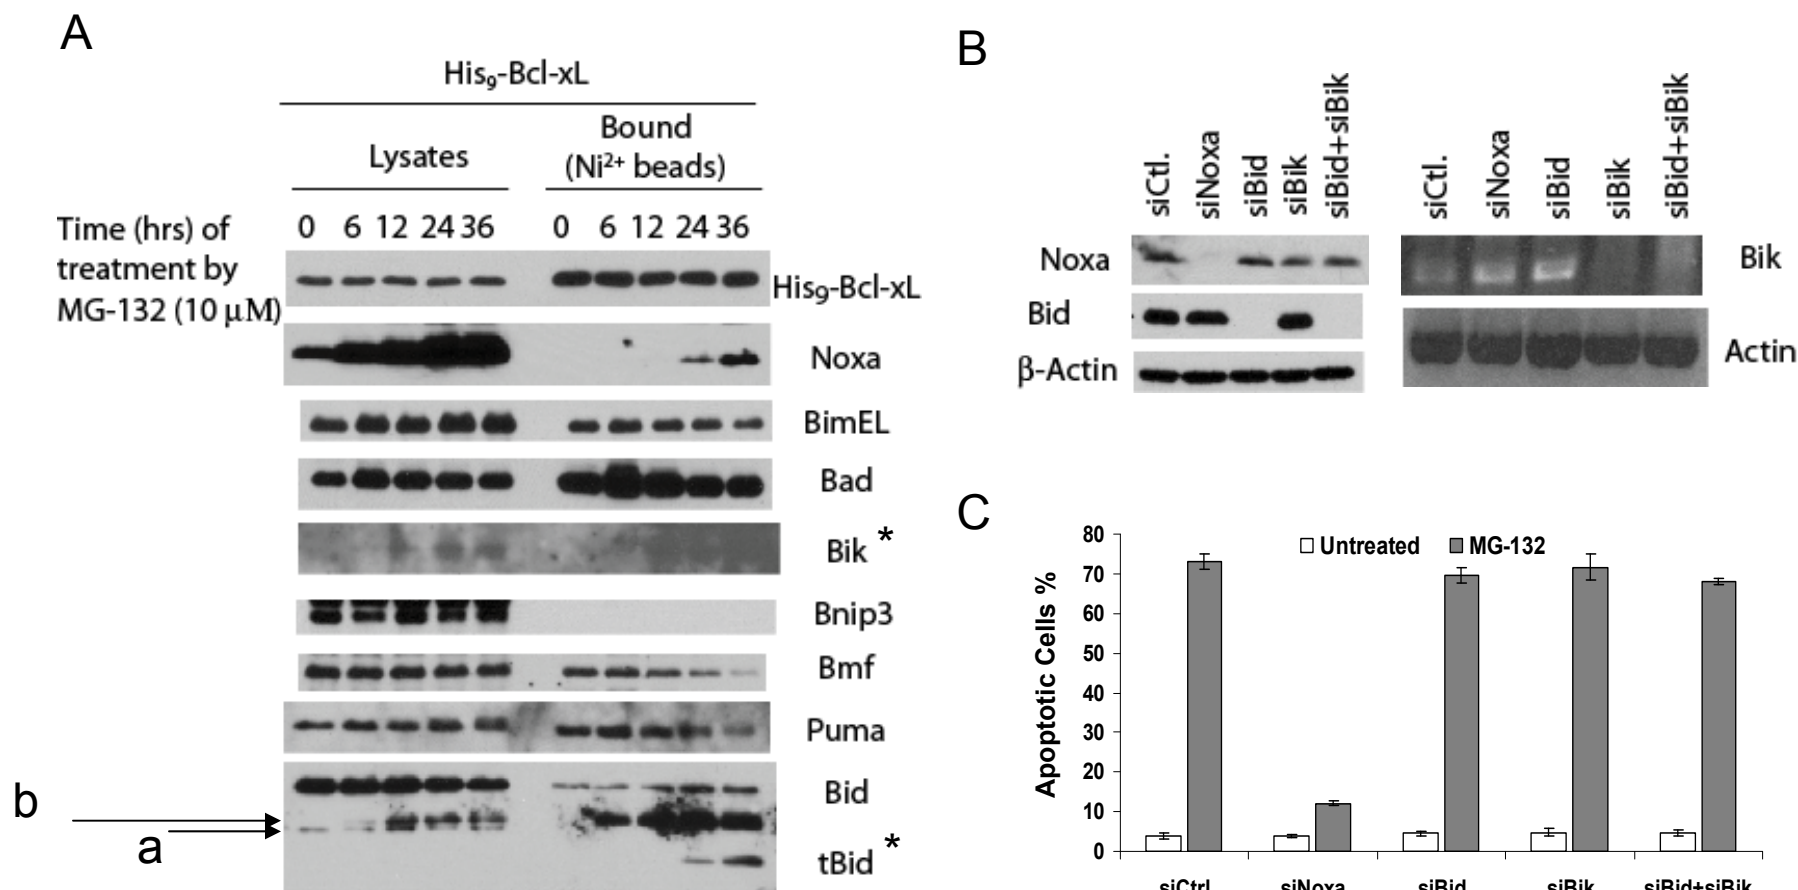 A
His9-Bcl-xL
Lysates
Bound
(Ni2+ beads)
Time (hrs) of
treatment by
MG-132 (10 µM)
0 6 12 24 36 0 6 12 24 36
His9-Bcl-xL
Noxa
BimEL
Bad
Bik *
Bnip3
Bmf
Puma
Bid
b
a
tBid *
B
siCtl.
siNoxa
siBid
siBik
siBid+siBik
Noxa
Bid
β-Actin
siCtl.
siNoxa
siBid
siBik
siBid+siBik
Bik
Actin
C
Untreated MG-132
Apoptotic Cells %
80
70
60
50
40
30
20
10
0
siCtrl siNoxa siBid siBik siBid+siBik